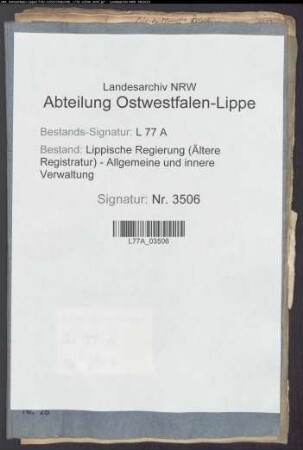 Landesarchiv NRW
Abteilung Ostwestfalen-Lippe
Bestands-Signatur: L 77 A
Bestand: Lippische Regierung (Ältere
Registratur) - Allgemeine und innere
Verwaltung
Signatur: Nr. 3506
L77A_03506
L 77 A